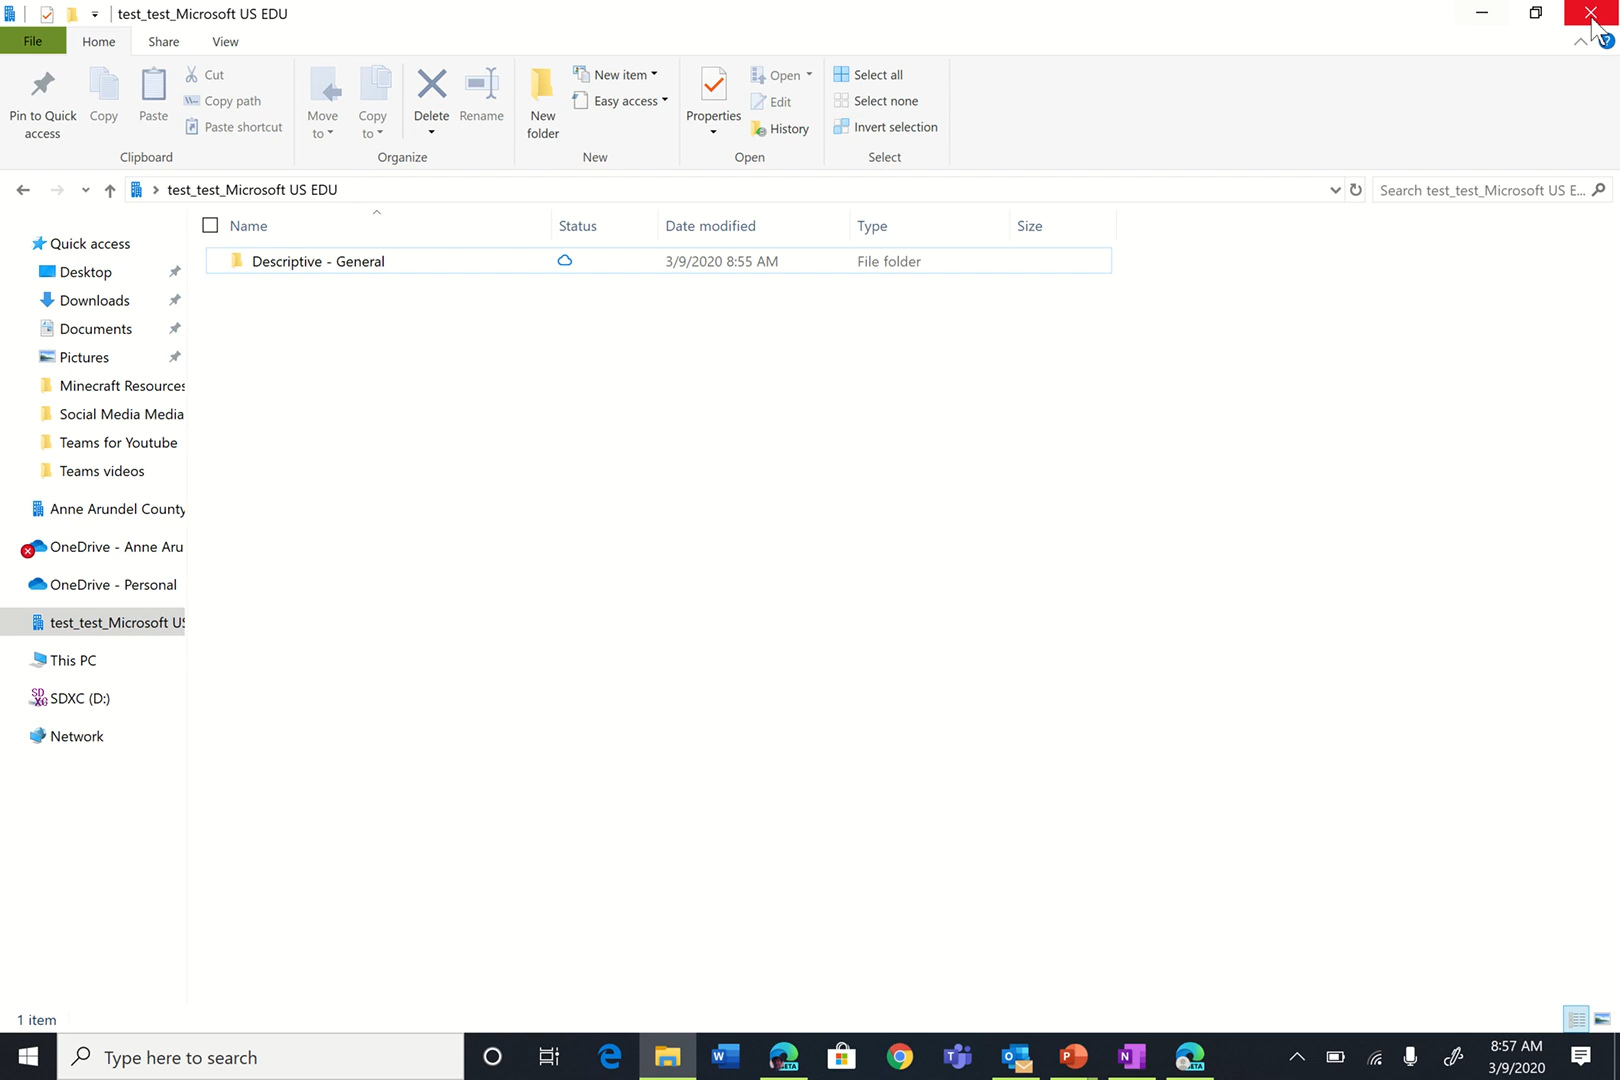 test_test_Microsoft US EDU
File
Home
Share
View
Pin to Quick access
Copy
Paste
Cut
Copy path
Paste shortcut
Clipboard
Move to
Copy to
Delete
Rename
Organize
New folder
New item
Easy access
New
Properties
Open
Edit
History
Open
Select all
Select none
Invert selection
Select
test_test_Microsoft US EDU
Search test_test_Microsoft US E...
Name
Status
Date modified
Type
Size
Descriptive - General
3/9/2020 8:55 AM
File folder
Quick access
Desktop
Downloads
Documents
Pictures
Minecraft Resources
Social Media Media
Teams for Youtube
Teams videos
Anne Arundel County
OneDrive - Anne Aru
OneDrive - Personal
test_test_Microsoft US
This PC
SDXC (D:)
Network
1 item
Type here to search
8:57 AM
3/9/2020